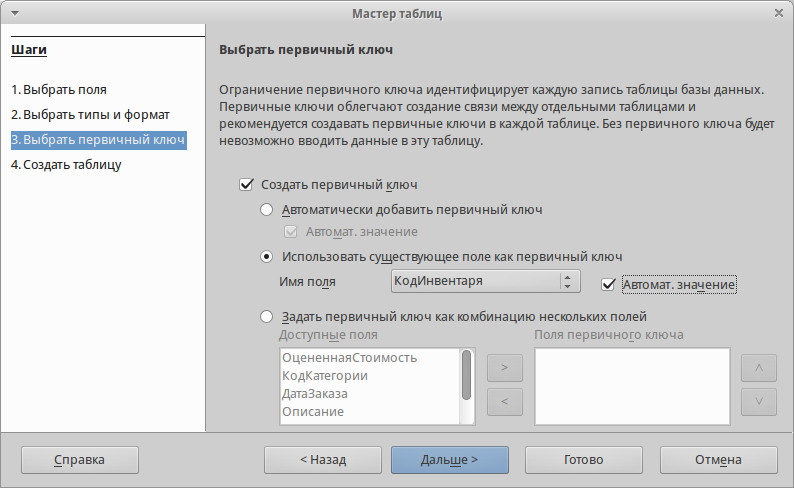 Мастер таблиц
Шаги
1. Выбрать поля
2. Выбрать типы и формат
3. Выбрать первичный ключ
4. Создать таблицу
Выбрать первичный ключ
Ограничение первичного ключа идентифицирует каждую запись таблицы базы данных.
Первичные ключи облегчают создание связи между отдельными таблицами и
рекомендуется создавать первичные ключи в каждой таблице. Без первичного ключа будет
невозможно вводить данные в эту таблицу.
Создать первичный ключ
Автоматически добавить первичный ключ
Автомат. значение
Использовать существующее поле как первичный ключ
Имя поля
КодИнвентаря
Автомат. значение
Задать первичный ключ как комбинацию нескольких полей
Доступные поля
ОцененнаяСтоимость
КодКатегории
ДатаЗаказа
Описание
>
<
Поля первичного ключа
˄
˅
Справка
< Назад
Дальше >
Готово
Отмена